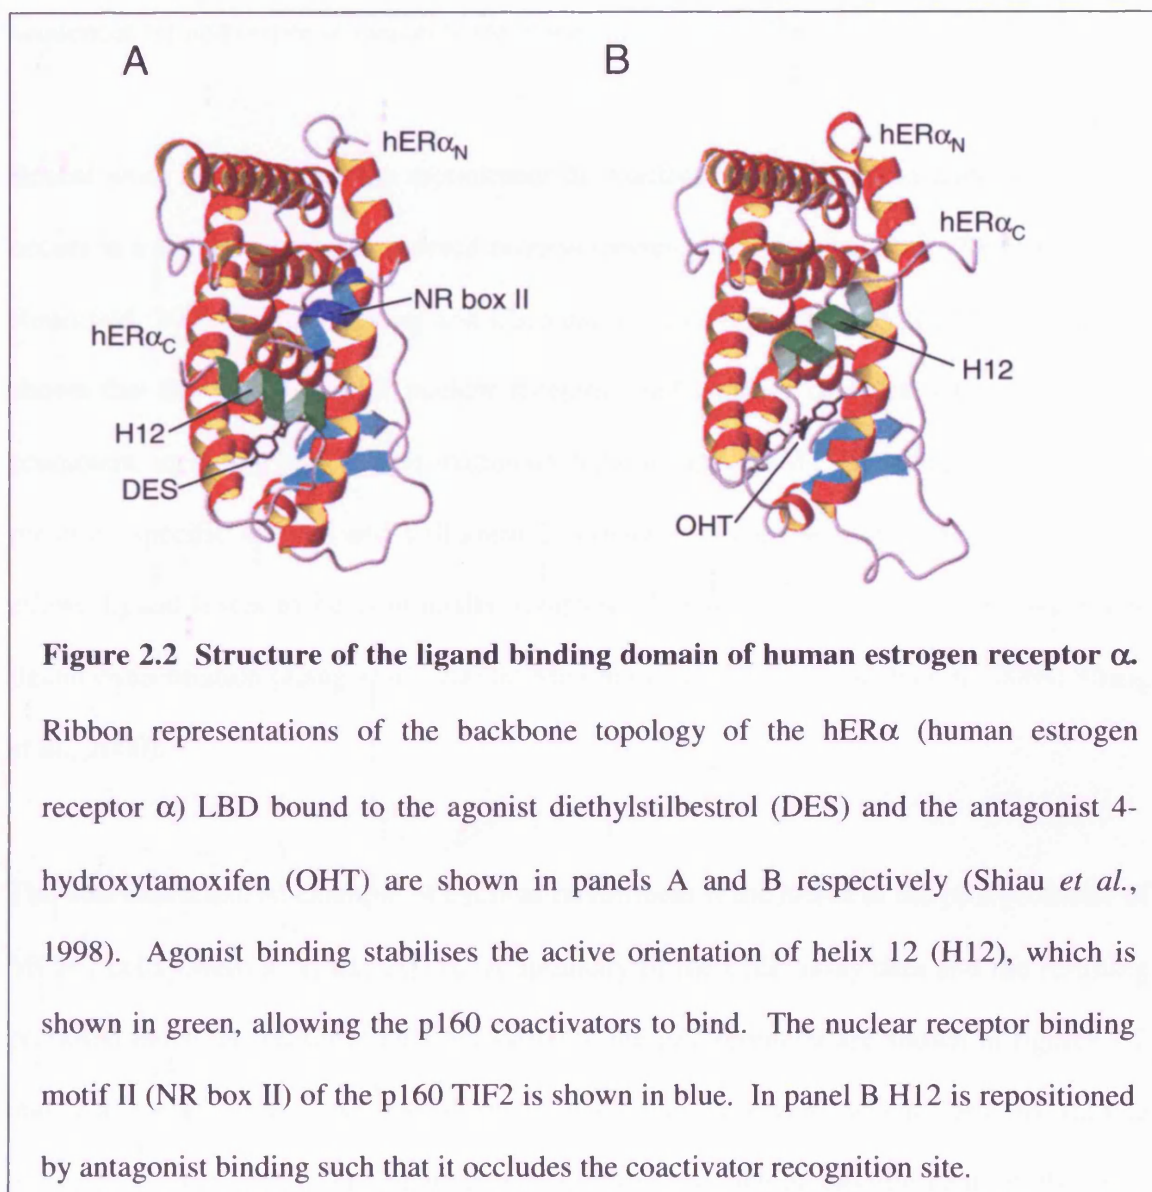 A
B
hERαN
hERαN
hERαC
NR box II
hERαC
H12
H12
DES
OHT
Figure 2.2 Structure of the ligand binding domain of human estrogen receptor α.
Ribbon representations of the backbone topology of the hERα (human estrogen
receptor α) LBD bound to the agonist diethylstilbestrol (DES) and the antagonist 4-
hydroxytamoxifen (OHT) are shown in panels A and B respectively (Shiau et al.,
1998). Agonist binding stabilises the active orientation of helix 12 (H12), which is
shown in green, allowing the p160 coactivators to bind. The nuclear receptor binding
motif II (NR box II) of the p160 TIF2 is shown in blue. In panel B H12 is repositioned
by antagonist binding such that it occludes the coactivator recognition site.